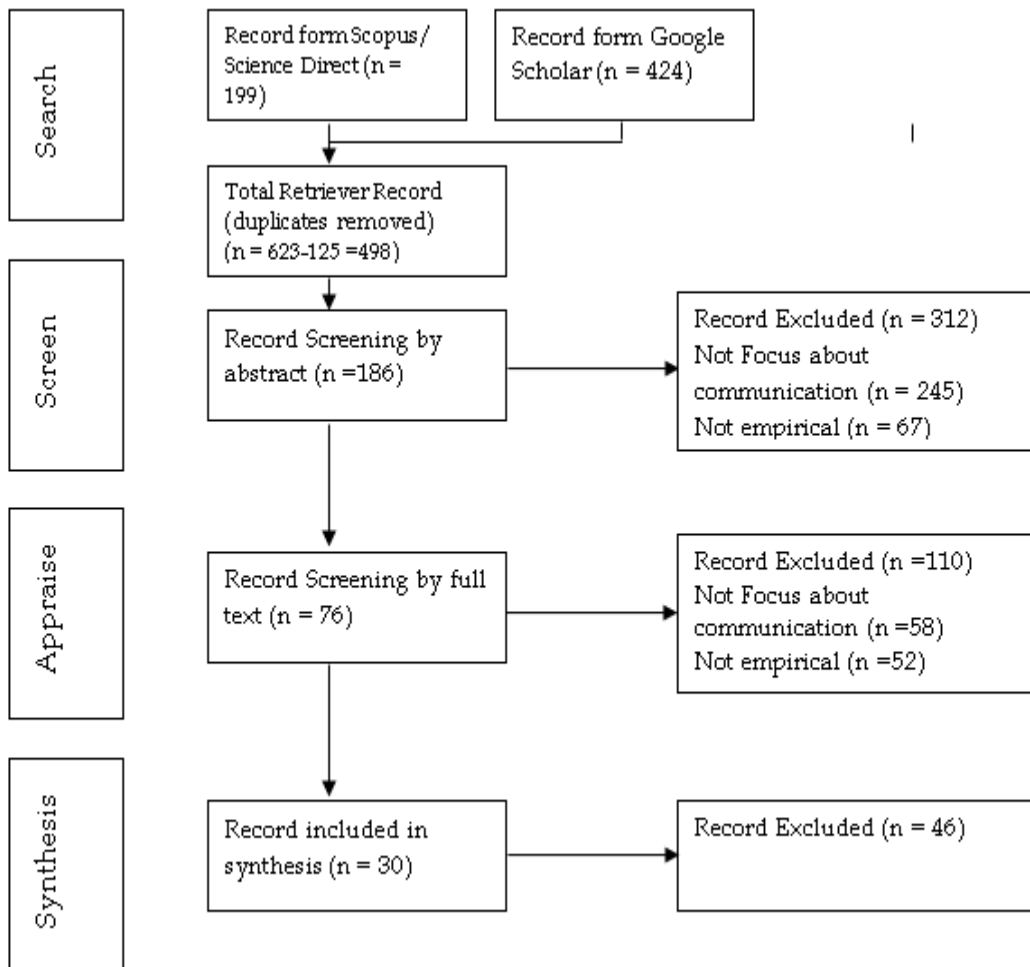 Search
Record form Scopus/
Science Direct (n =
199)
Record form Google
Scholar (n = 424)
Total Retriever Record
(duplicates removed)
(n = 623-125 =498)
Screen
Record Screening by
abstract (n =186)
Record Excluded (n = 312)
Not Focus about
communication (n = 245)
Not empirical (n = 67)
Appraise
Record Screening by full
text (n = 76)
Record Excluded (n =110)
Not Focus about
communication (n =58)
Not empirical (n =52)
Synthesis
Record included in
synthesis (n = 30)
Record Excluded (n = 46)